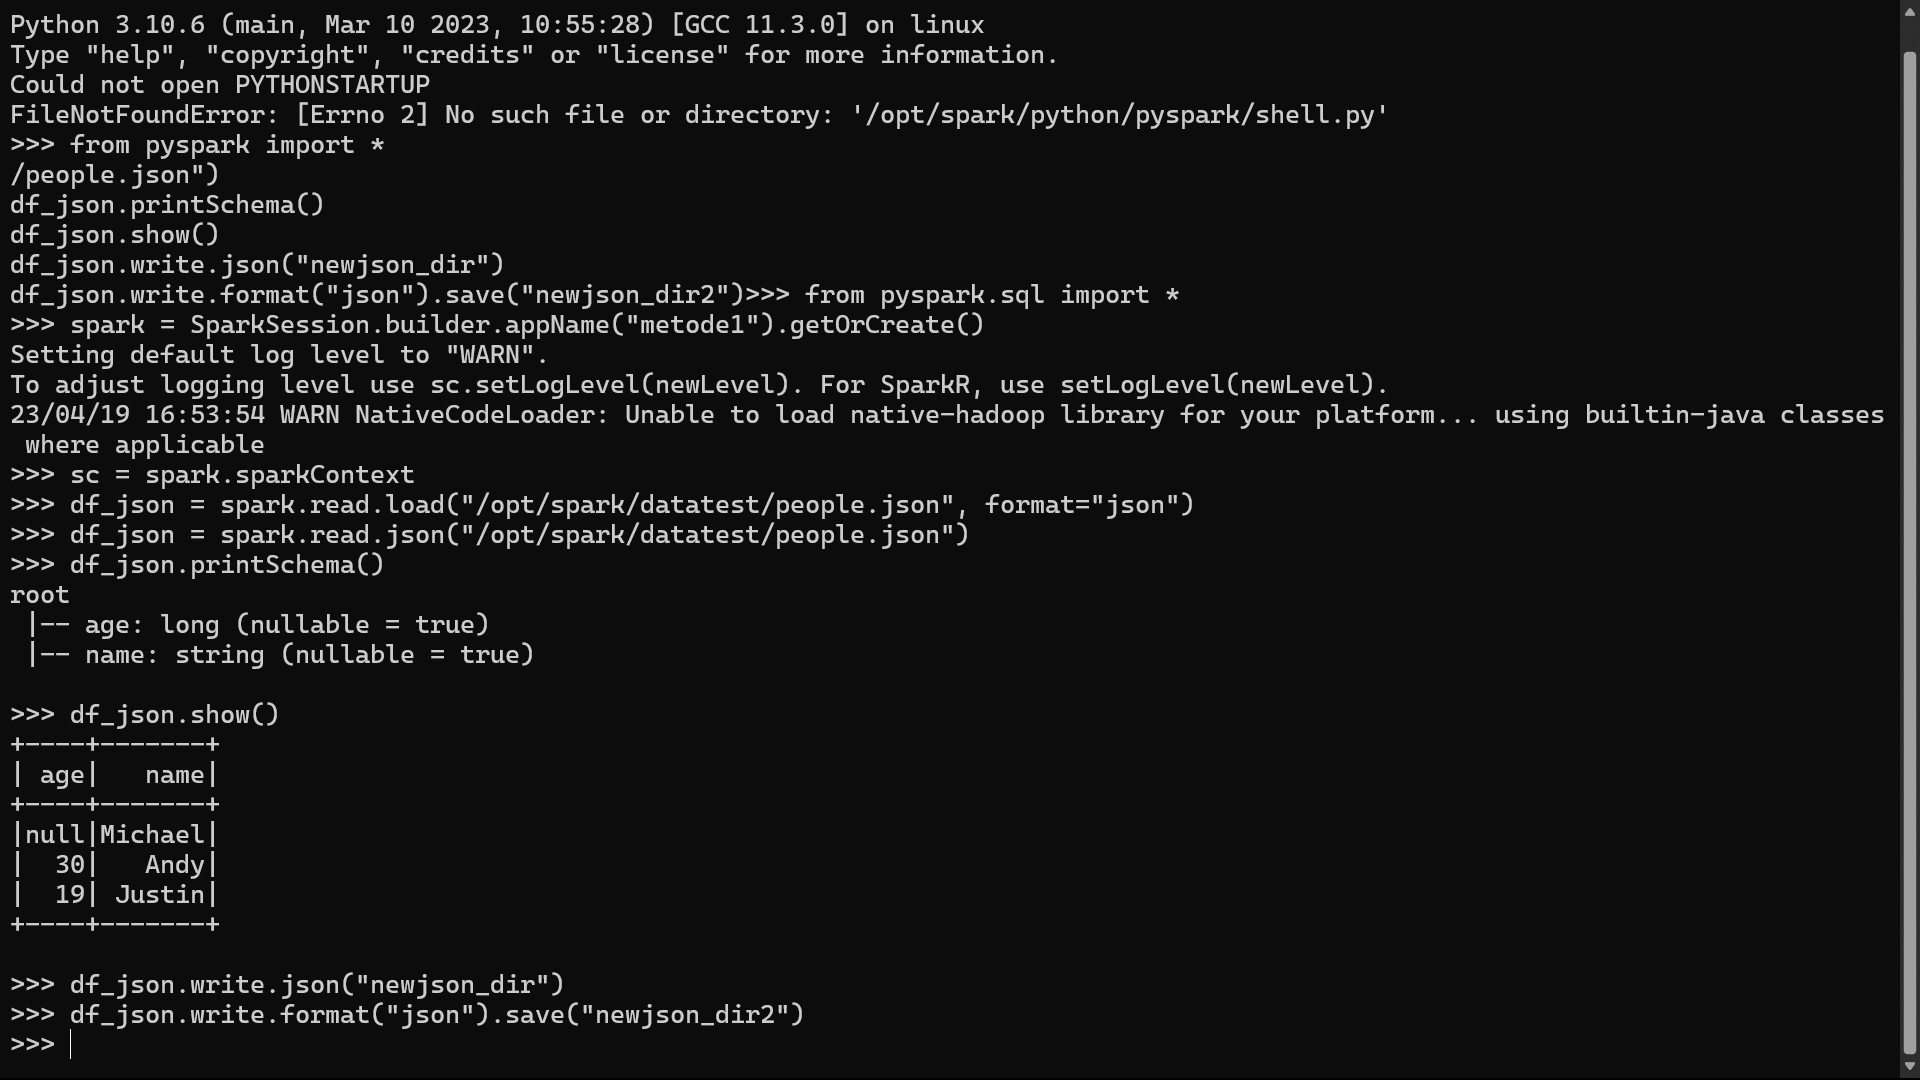 Python 3.10.6 (main, Mar 10 2023, 10:55:28) [GCC 11.3.0] on linux
Type "help", "copyright", "credits" or "license" for more information.
Could not open PYTHONSTARTUP
FileNotFoundError: [Errno 2] No such file or directory: '/opt/spark/python/pyspark/shell.py'
>>> from pyspark import *
/people.json")
df_json.printSchema()
df_json.show()
df_json.write.json("newjson_dir")
df_json.write.format("json").save("newjson_dir2")>>> from pyspark.sql import *
>>> spark = SparkSession.builder.appName("metode1").getOrCreate()
Setting default log level to "WARN".
To adjust logging level use sc.setLogLevel(newLevel). For SparkR, use setLogLevel(newLevel).
23/04/19 16:53:54 WARN NativeCodeLoader: Unable to load native-hadoop library for your platform... using builtin-java classes
 where applicable
>>> sc = spark.sparkContext
>>> df_json = spark.read.load("/opt/spark/datatest/people.json", format="json")
>>> df_json = spark.read.json("/opt/spark/datatest/people.json")
>>> df_json.printSchema()
root
 |-- age: long (nullable = true)
 |-- name: string (nullable = true)

>>> df_json.show()
+----+-------+
| age|   name|
+----+-------+
|null|Michael|
|  30|   Andy|
|  19| Justin|
+----+-------+

>>> df_json.write.json("newjson_dir")
>>> df_json.write.format("json").save("newjson_dir2")
>>>